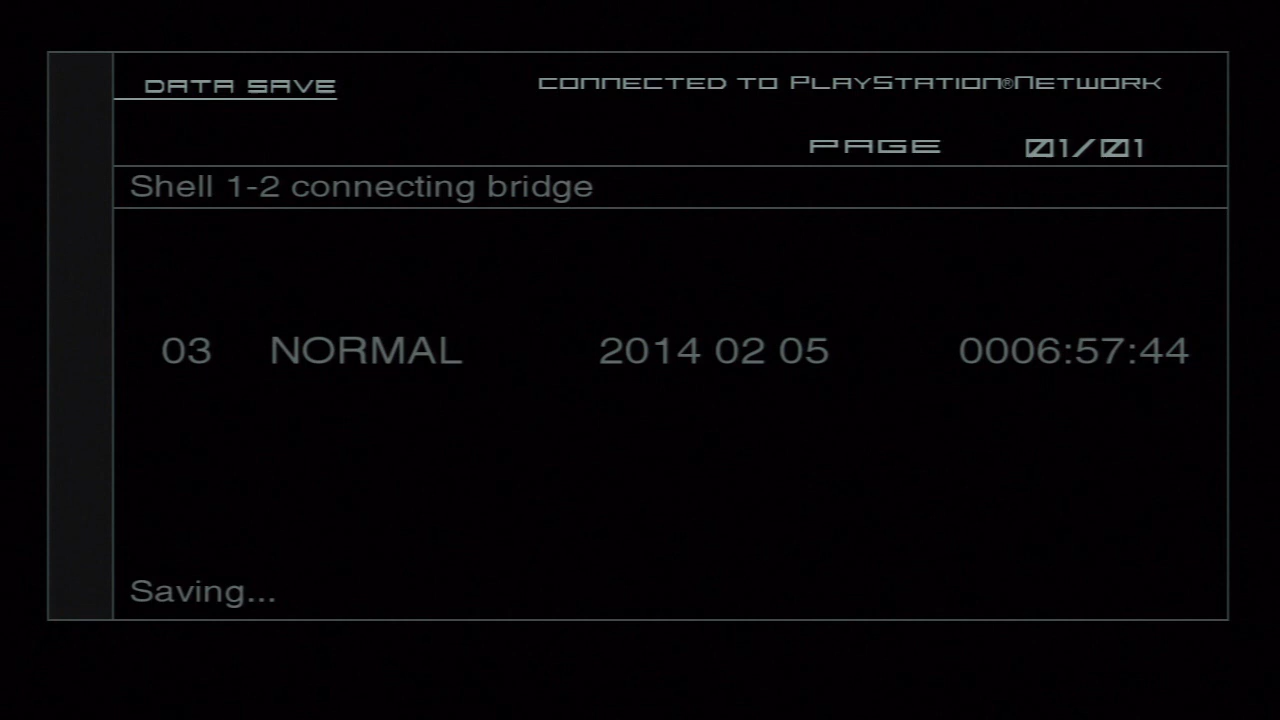 DATA SAVE
CONNECTED TO PLAYSTATION®NETWORK
PAGE 01/01
Shell 1-2 connecting bridge
03 NORMAL 2014 02 05 0006:57:44
Saving...